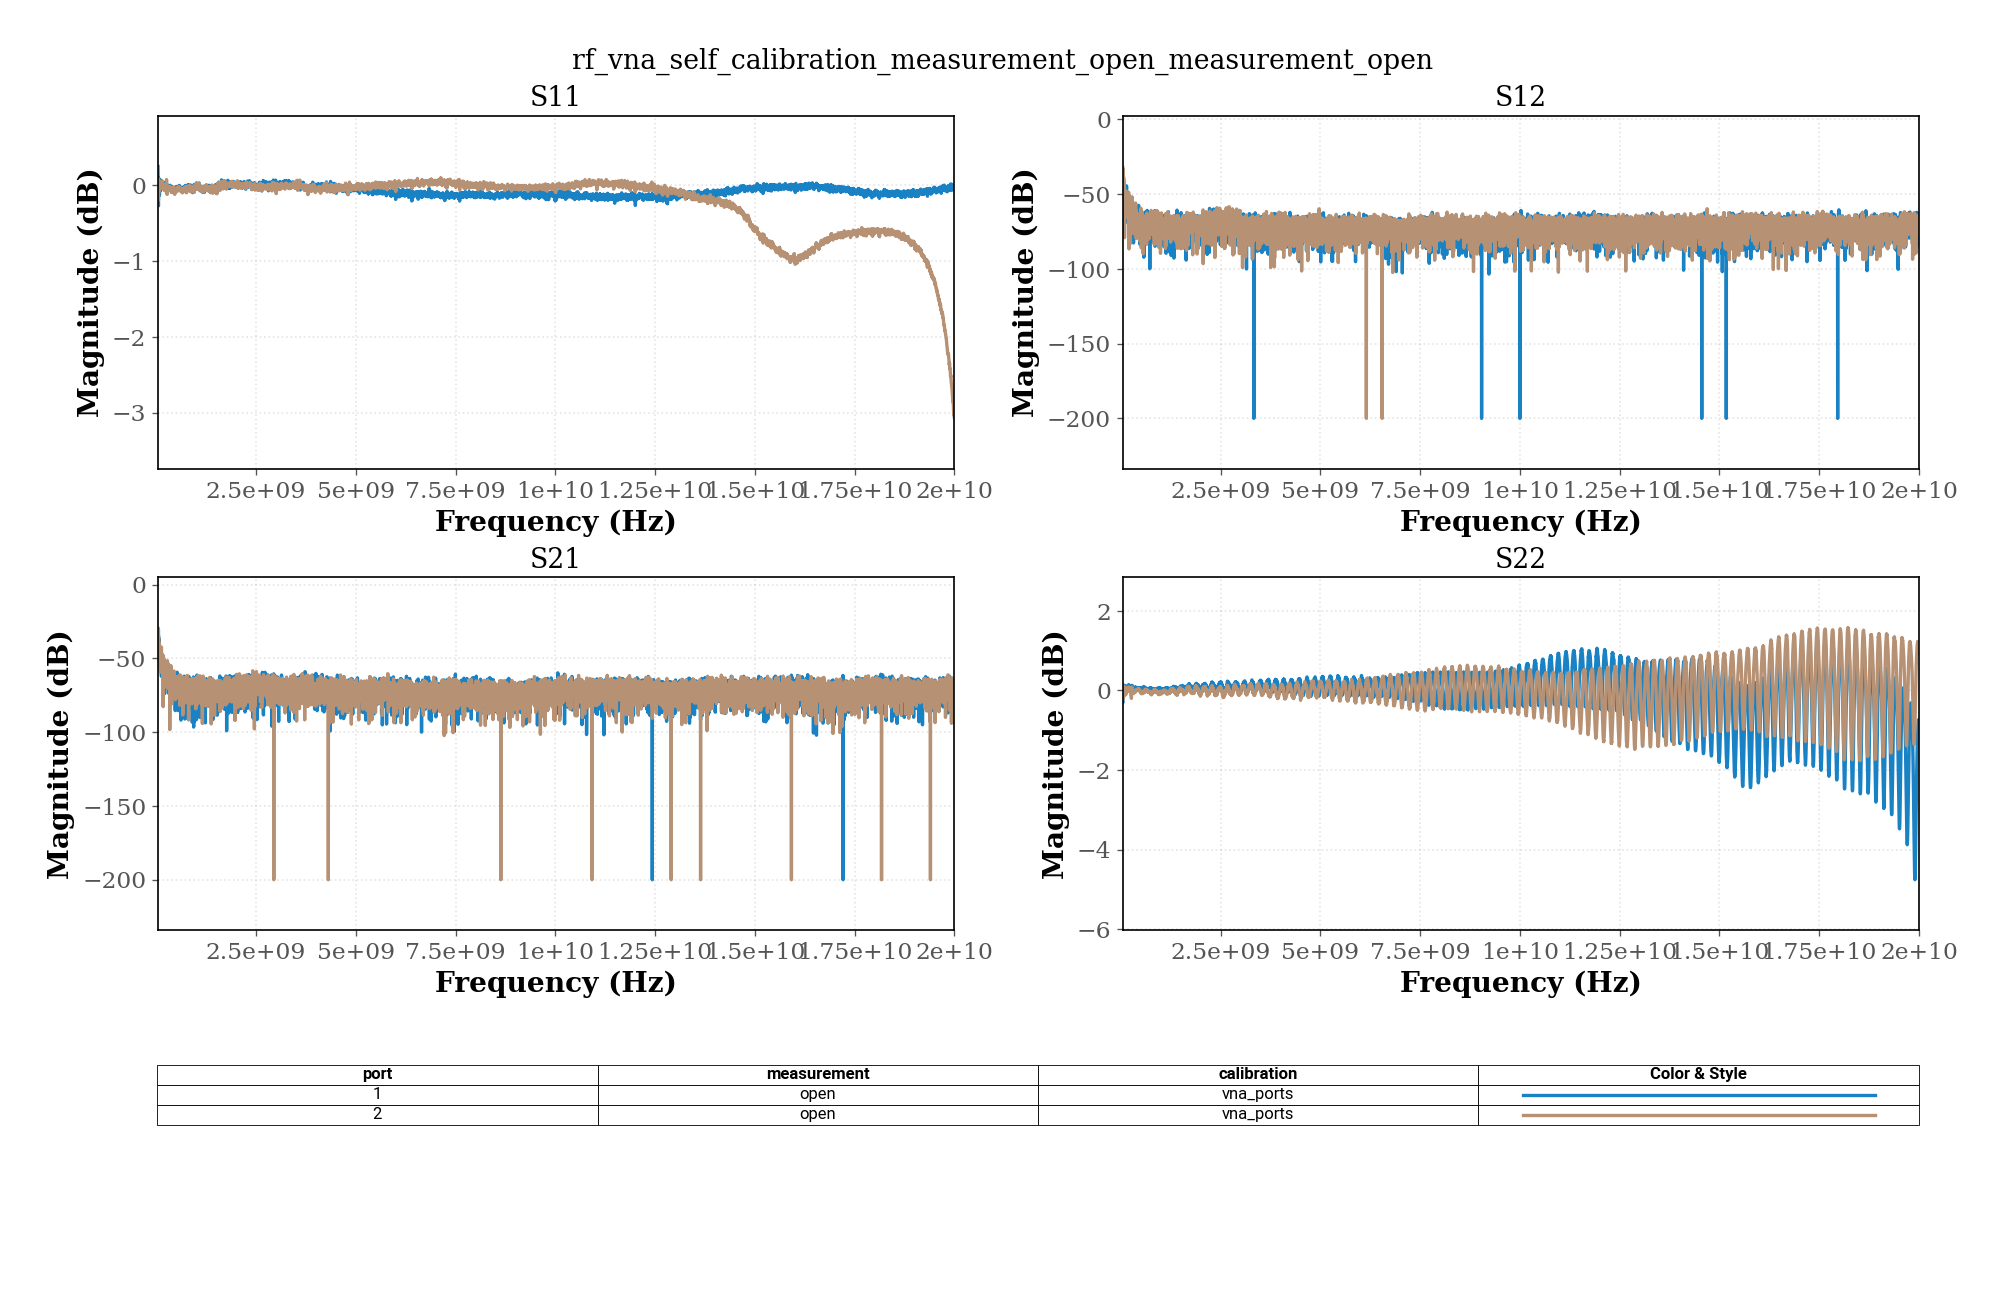 rf_vna_self_calibration_measurement_open_measurement_open
S11
Magnitude (dB)
0
−1
−2
−3
2.5e+09 5e+09 7.5e+09 1e+10 1.25e+10 1.5e+10 1.75e+10 2e+10
Frequency (Hz)
S12
Magnitude (dB)
0
−50
−100
−150
−200
2.5e+09 5e+09 7.5e+09 1e+10 1.25e+10 1.5e+10 1.75e+10 2e+10
Frequency (Hz)
S21
Magnitude (dB)
0
−50
−100
−150
−200
2.5e+09 5e+09 7.5e+09 1e+10 1.25e+10 1.5e+10 1.75e+10 2e+10
Frequency (Hz)
S22
Magnitude (dB)
2
0
−2
−4
−6
2.5e+09 5e+09 7.5e+09 1e+10 1.25e+10 1.5e+10 1.75e+10 2e+10
Frequency (Hz)
port measurement calibration Color & Style
1 open vna_ports
2 open vna_ports